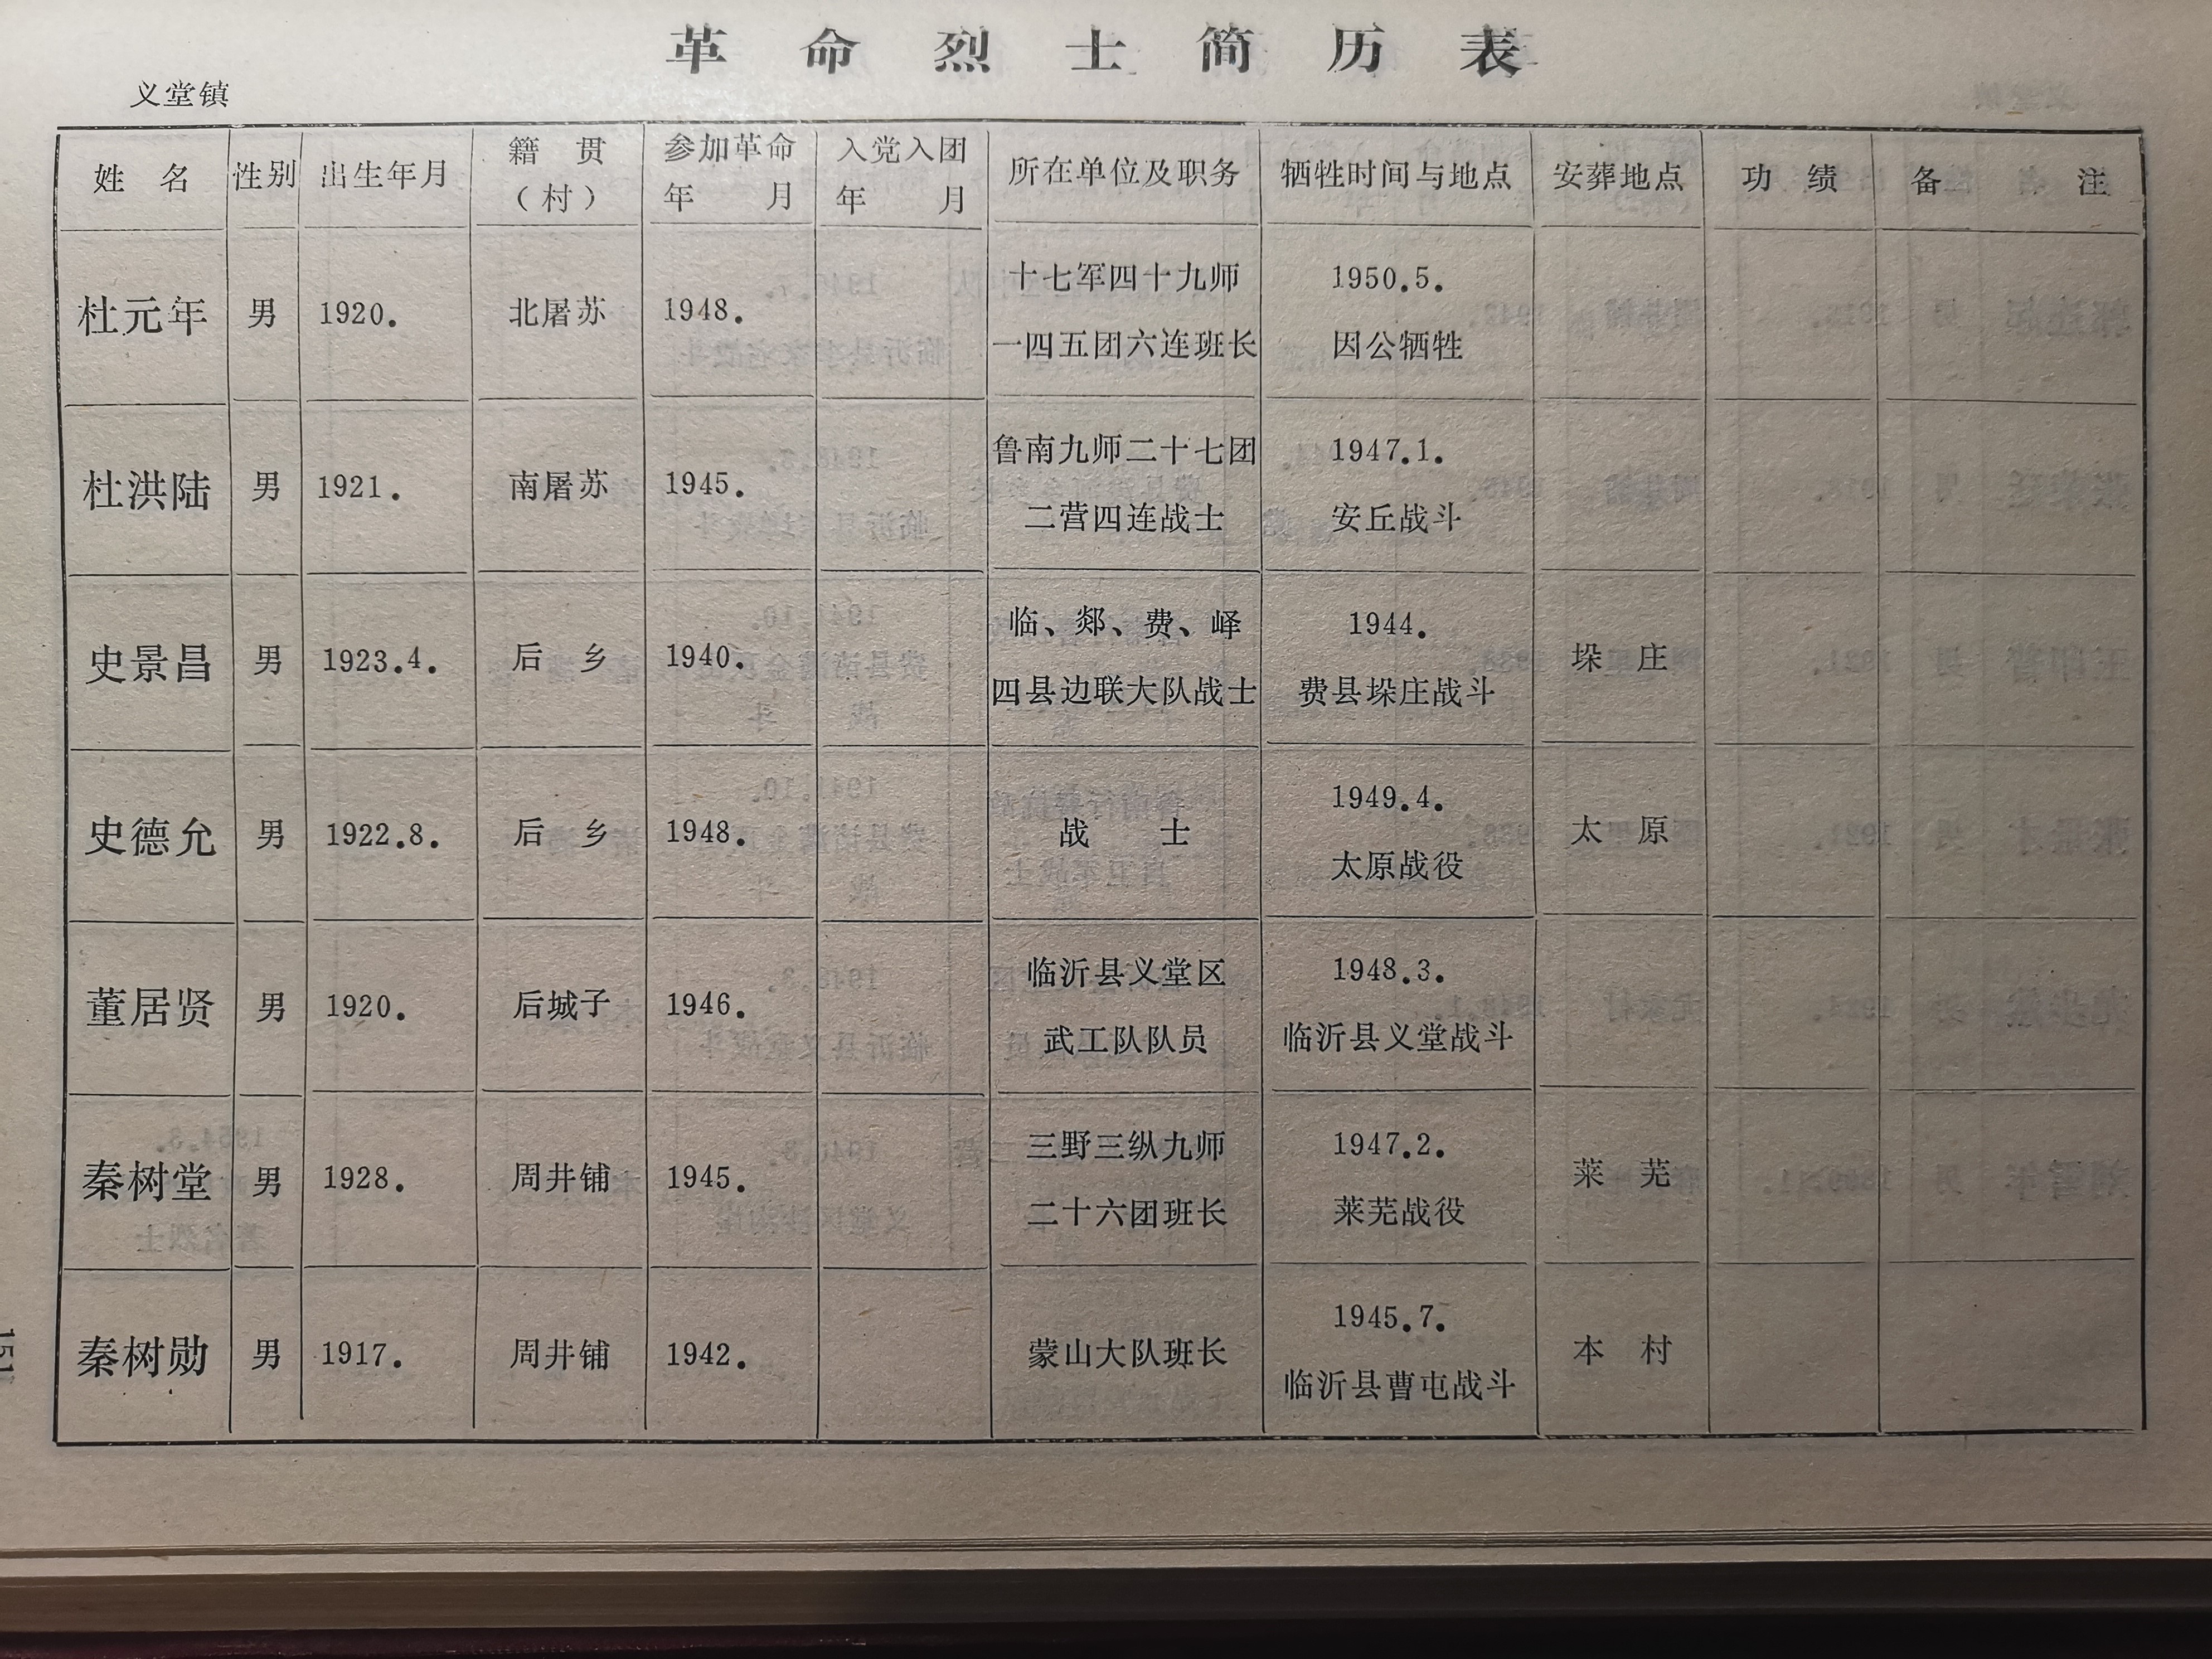 革命烈士简历表
义堂镇
姓名 性别 出生年月 籍贯（村） 参加革命年月 入党入团年月 所在单位及职务 牺牲时间与地点 安葬地点 功绩 备注
杜元年 男 1920. 北屠苏 1948. 十七军四十九师 1950.5.
一四五团六连班长 因公牺牲
杜洪陆 男 1921. 南屠苏 1945. 鲁南九师二十七团 1947.1.
二营四连战士 安丘战斗
史景昌 男 1923.4. 后乡 1940. 临、郯、费、峄 1944. 垛庄
四县边联大队战士 费县垛庄战斗
史德允 男 1922.8. 后乡 1948. 战士 1949.4. 太原
太原战役
董居贤 男 1920. 后城子 1946. 临沂县义堂区 1948.3.
武工队队员 临沂县义堂战斗
秦树堂 男 1928. 周井铺 1945. 三野三纵九师 1947.2. 莱芜
二十六团班长 莱芜战役
秦树勋 男 1917. 周井铺 1942. 蒙山大队班长 1945.7. 本村
临沂县曹屯战斗